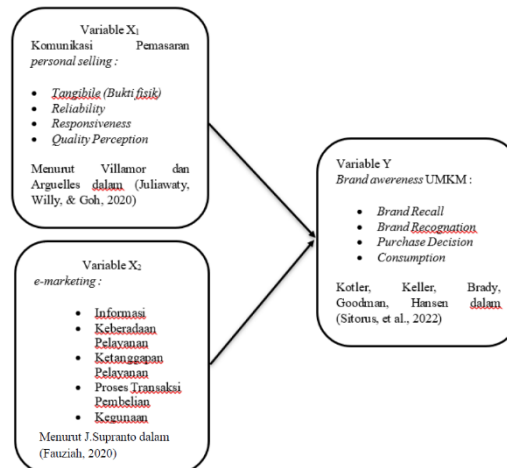 Variable X₁
Komunikasi Pemasaran
personal selling :
• Tangibile (Bukti fisik)
• Reliability
• Responsiveness
• Quality Perception
Menurut Villamor dan
Arguelles dalam (Juliawaty,
Willy, & Goh, 2020)
Variable X₂
e-marketing :
• Informasi
• Keberadaan
Pelayanan
• Ketanggapan
Pelayanan
• Proses Transaksi
Pembelian
• Kegunaan
Menurut J.Supranto dalam
(Fauziah, 2020)
Variable Y
Brand awereness UMKM :
• Brand Recall
• Brand Recognation
• Purchase Decision
• Consumption
Kotler, Keller, Brady,
Goodman, Hansen dalam
(Sitorus, et al., 2022)